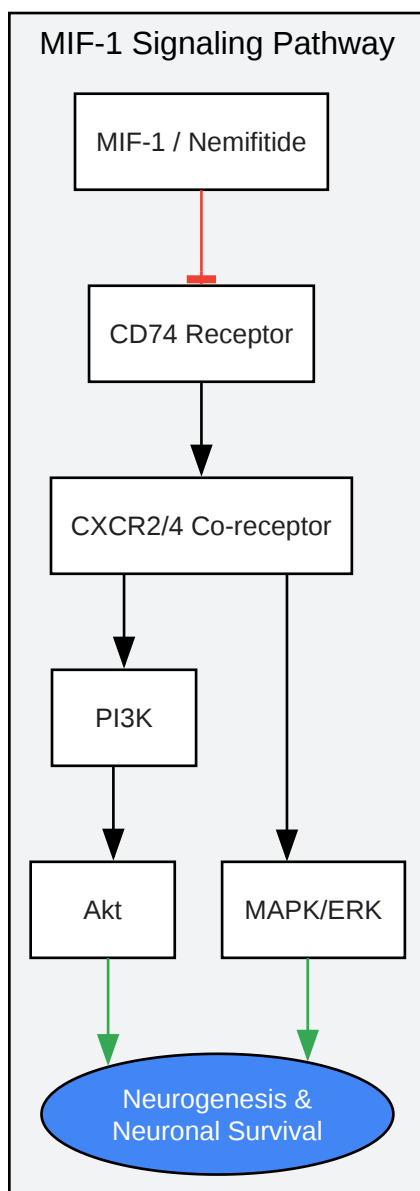 MIF-1 Signaling Pathway
MIF-1 / Nemifitide
CD74 Receptor
CXCR2/4 Co-receptor
PI3K
Akt
MAPK/ERK
Neurogenesis &
Neuronal Survival